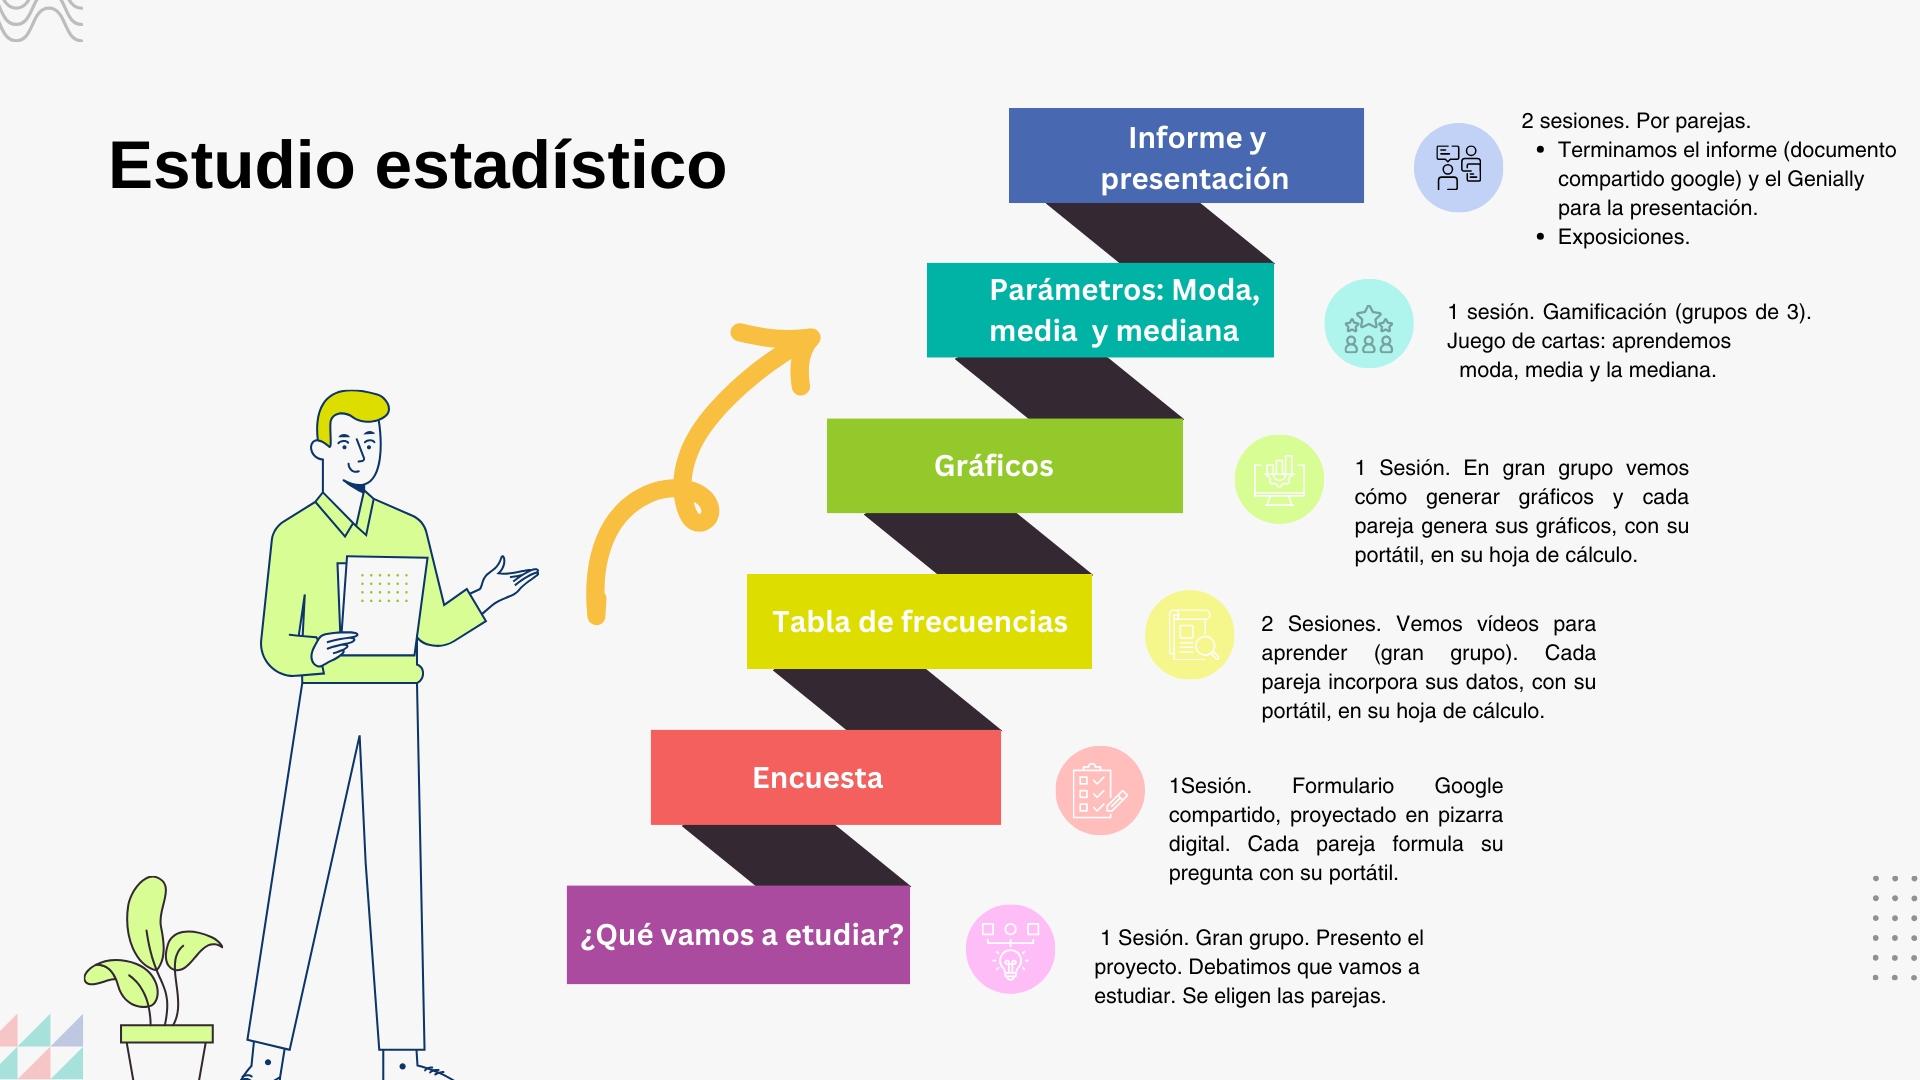 Estudio estadístico
Informe y
presentación
2 sesiones. Por parejas.
• Terminamos el informe (documento
compartido google) y el Genially
para la presentación.
• Exposiciones.
Parámetros: Moda,
media y mediana
1 sesión. Gamificación (grupos de 3).
Juego de cartas: aprendemos
moda, media y la mediana.
Gráficos
1 Sesión. En gran grupo vemos
cómo generar gráficos y cada
pareja genera sus gráficos, con su
portátil, en su hoja de cálculo.
Tabla de frecuencias
2 Sesiones. Vemos vídeos para
aprender (gran grupo). Cada
pareja incorpora sus datos, con su
portátil, en su hoja de cálculo.
Encuesta
1Sesión. Formulario Google
compartido, proyectado en pizarra
digital. Cada pareja formula su
pregunta con su portátil.
¿Qué vamos a etudiar?
1 Sesión. Gran grupo. Presento el
proyecto. Debatimos que vamos a
estudiar. Se eligen las parejas.